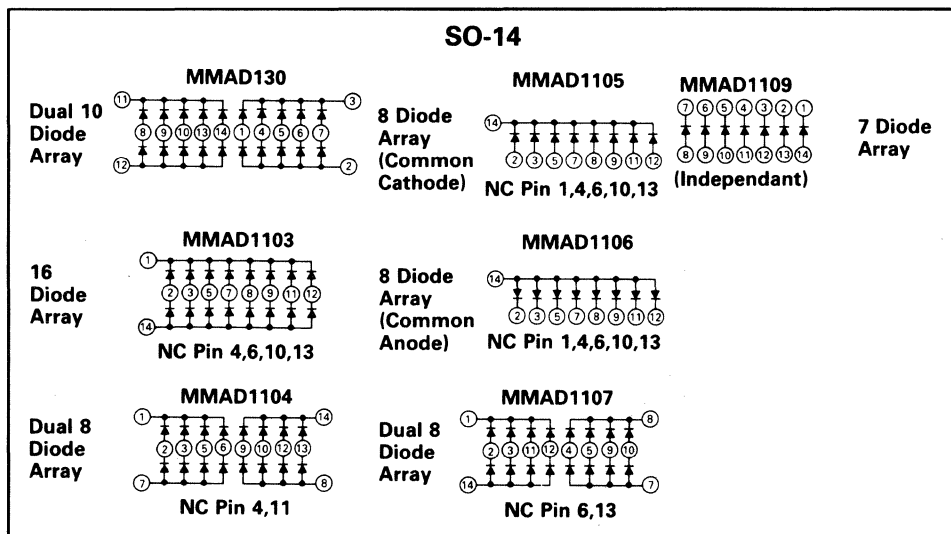 SO-14
MMAD130
Dual 10
Diode
Array
11 3
8 9 10 13 14 1 4 5 6 7
12 2
MMAD1105
8 Diode
Array
(Common
Cathode)
14
2 3 5 7 8 9 11 12
NC Pin 1,4,6,10,13
MMAD1109
7 6 5 4 3 2 1
8 9 10 11 12 13 14
(Independant)
7 Diode
Array
MMAD1103
16
Diode
Array
1
2 3 5 7 8 9 11 12
14
NC Pin 4,6,10,13
MMAD1106
8 Diode
Array
(Common
Anode)
14
2 3 5 7 8 9 11 12
NC Pin 1,4,6,10,13
MMAD1104
Dual 8
Diode
Array
1 14
2 3 5 6 9 10 12 13
7 8
NC Pin 4,11
MMAD1107
Dual 8
Diode
Array
1 8
2 3 11 12 4 5 9 10
14 7
NC Pin 6,13